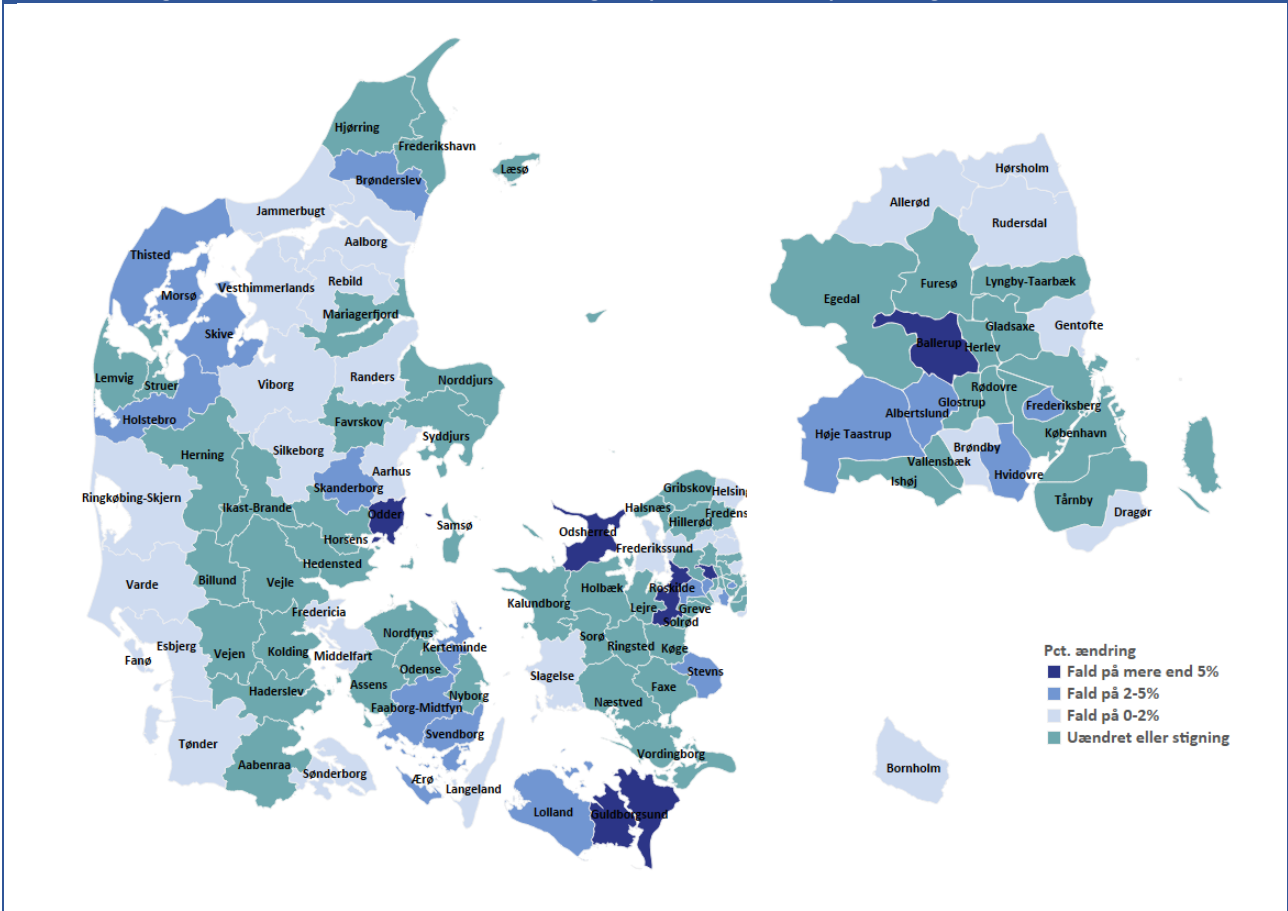 Hjørring
Frederikshavn
Læsø
Brønderslev
Jammerbugt
Aalborg
Thisted
Rebild
Vesthimmerlands
Morsø
Mariagerfjord
Skive
Lemvig
Struer
Viborg
Randers
Norddjurs
Holstebro
Favrskov
Syddjurs
Herning
Silkeborg
Aarhus
Skanderborg
Ringkøbing-Skjern
Ikast-Brande
Odder
Samsø
Horsens
Hedensted
Varde
Billund
Vejle
Fredericia
Esbjerg
Fanø
Vejen
Kolding
Middelfart
Nordfyns
Kerteminde
Odense
Haderslev
Assens
Nyborg
Faaborg-Midtfyn
Svendborg
Tønder
Aabenraa
Sønderborg
Ærø
Langeland
Gribskov
Helsing
Halsnæs
Hillerød
Fredens
Odsherred
Frederikssund
Holbæk
Roskilde
Kalundborg
Lejre
Greve
Solrød
Sorø
Ringsted
Køge
Slagelse
Stevns
Faxe
Næstved
Vordingborg
Lolland
Guldborgsund
Hørsholm
Allerød
Rudersdal
Egedal
Furesø
Lyngby-Taarbæk
Gladsaxe
Gentofte
Ballerup
Herlev
Rødovre
Glostrup
Albertslund
Frederiksberg
Høje Taastrup
København
Brøndby
Vallensbæk
Hvidovre
Ishøj
Tårnby
Dragør
Bornholm
Pct. ændring
Fald på mere end 5%
Fald på 2-5%
Fald på 0-2%
Uændret eller stigning